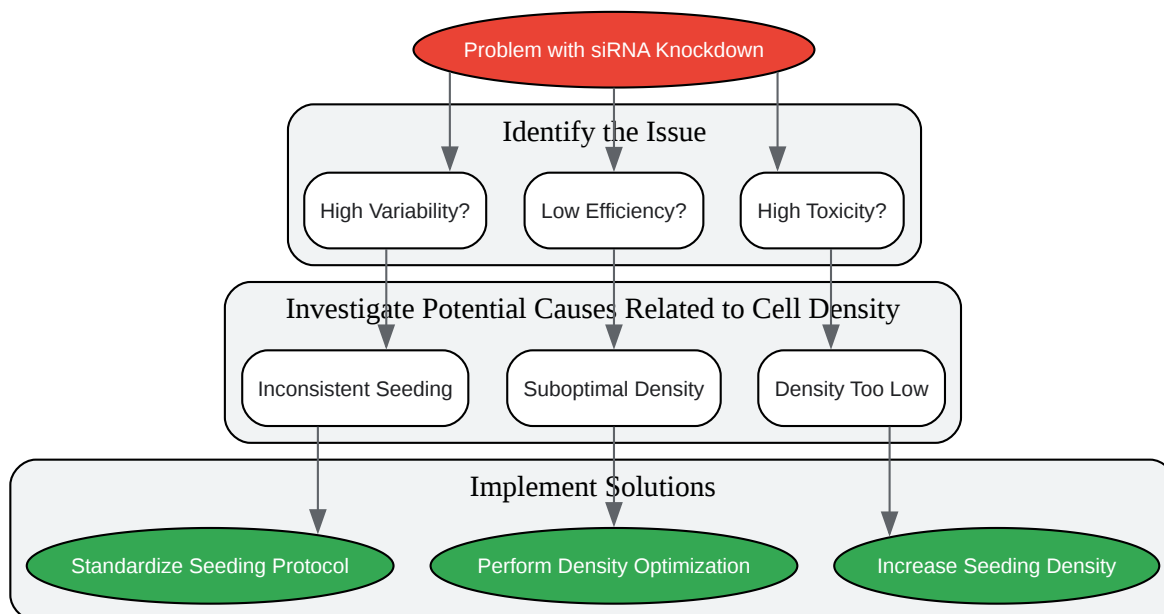 Problem with siRNA Knockdown
Identify the Issue
High Variability?
Low Efficiency?
High Toxicity?
Investigate Potential Causes Related to Cell Density
Inconsistent Seeding
Suboptimal Density
Density Too Low
Implement Solutions
Standardize Seeding Protocol
Perform Density Optimization
Increase Seeding Density